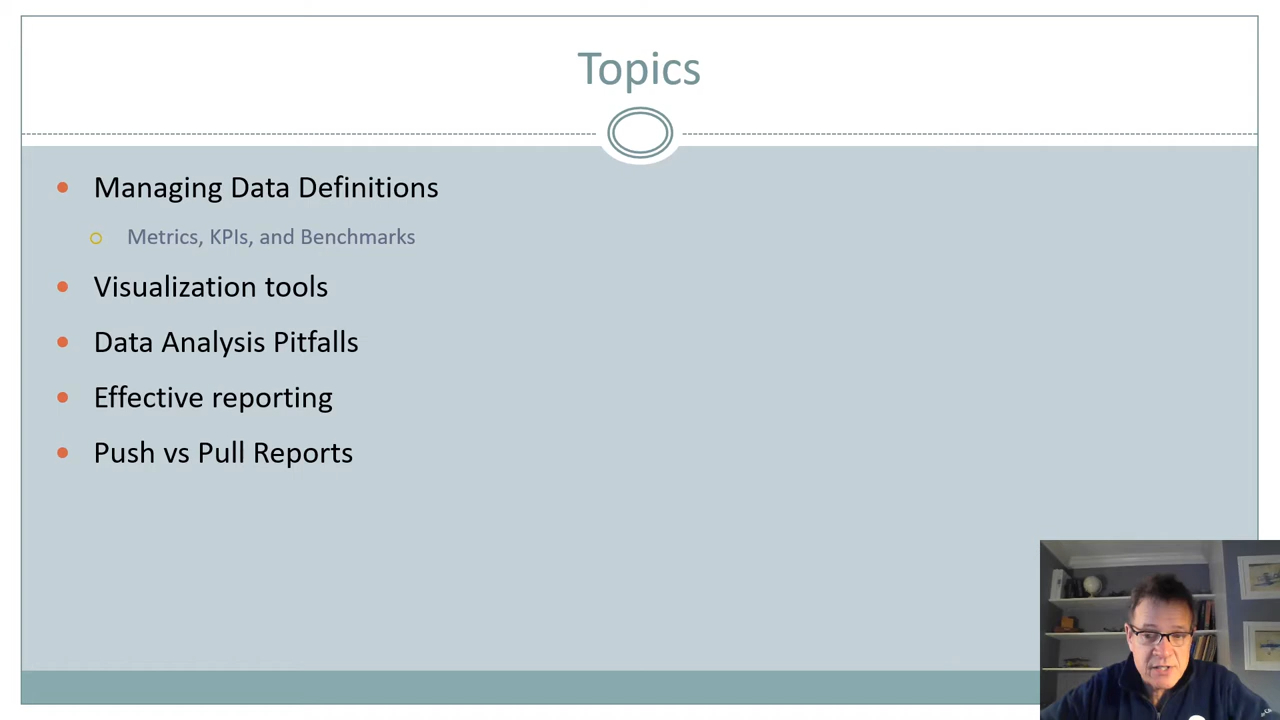 Topics
Managing Data Definitions
Metrics, KPIs, and Benchmarks
Visualization tools
Data Analysis Pitfalls
Effective reporting
Push vs Pull Reports